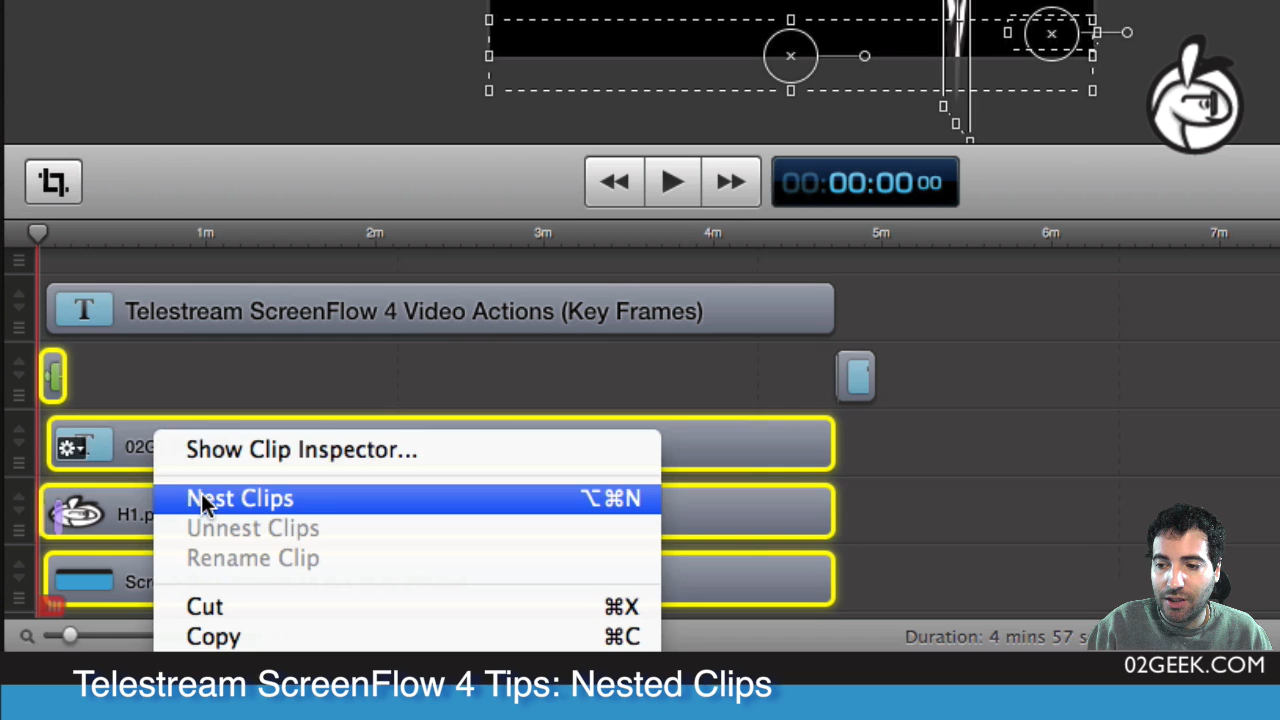 00:00:00 00
1m 2m 3m 4m 5m 6m 7m
T Telestream ScreenFlow 4 Video Actions (Key Frames)
02G
Show Clip Inspector...
Nest Clips ⌥⌘N
H1.p
Unnest Clips
Rename Clip
Scr
Cut ⌘X
Copy ⌘C
Duration: 4 mins 57 s
02GEEK.COM
Telestream ScreenFlow 4 Tips: Nested Clips